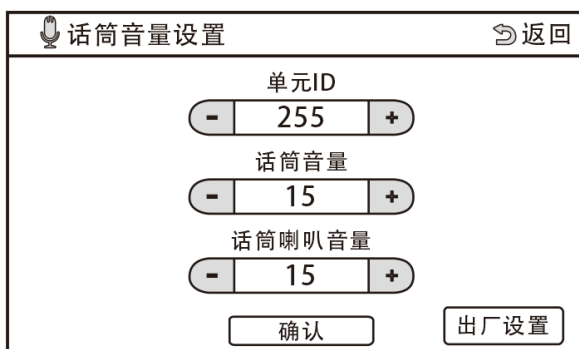 话筒音量设置 返回
单元ID
- 255 +
话筒音量
- 15 +
话筒喇叭音量
- 15 +
确认 出厂设置